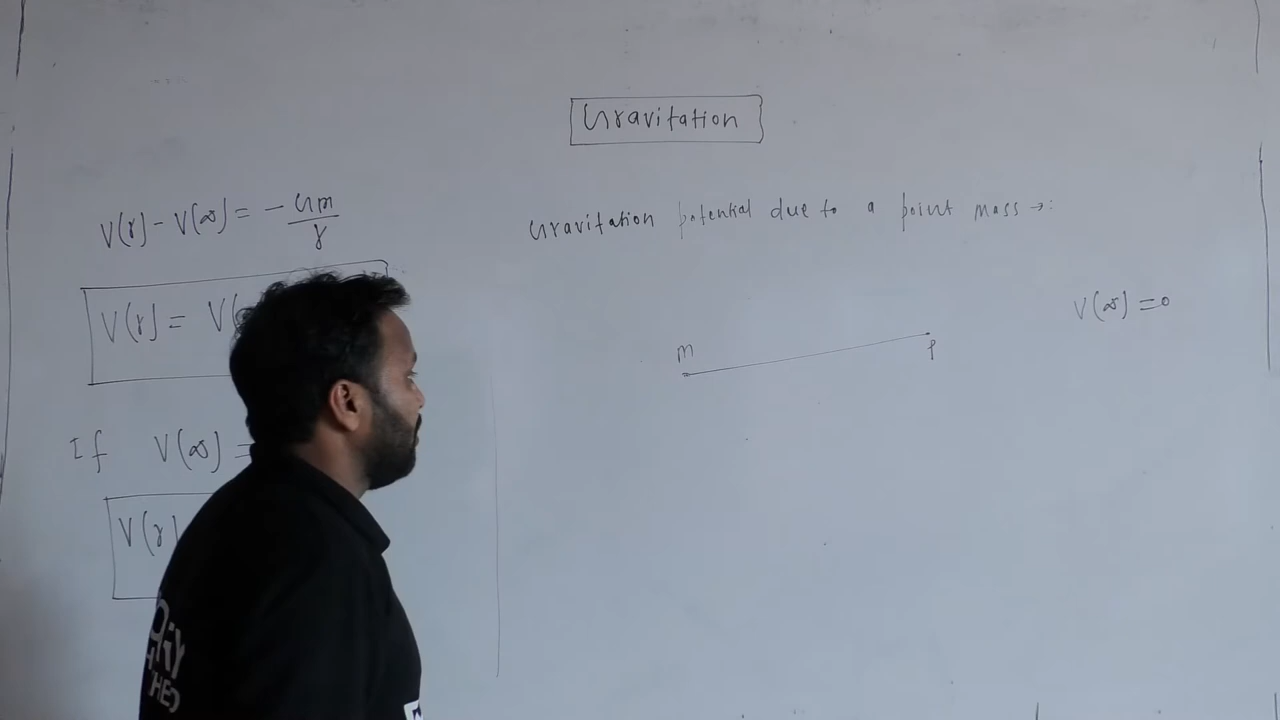 Gravitation
V(r) - V(∞) = - Gm/r
V(r) = V(
If V(∞) =
V(r)
Gravitation potential due to a point mass →:
V(∞) = 0
m
P